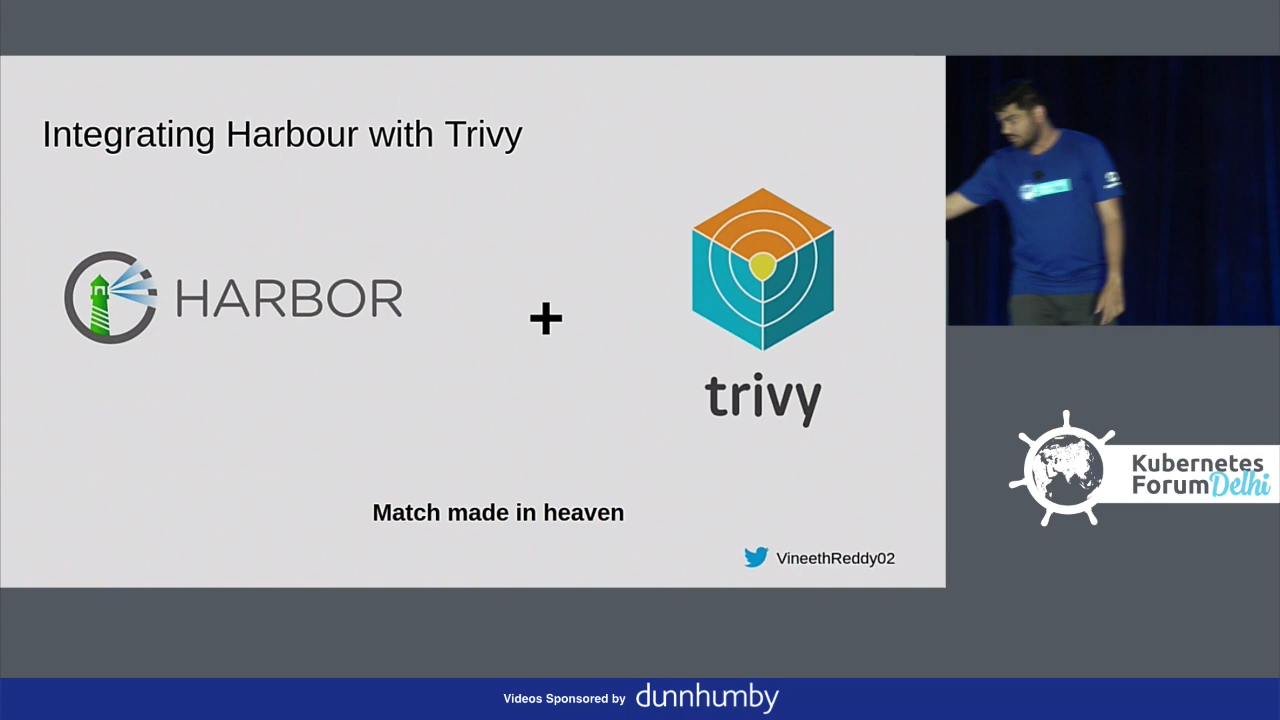 Integrating Harbour with Trivy
HARBOR
+
trivy
Match made in heaven
VineethReddy02
Kubernetes
Forum Delhi
Videos Sponsored by dunnhumby